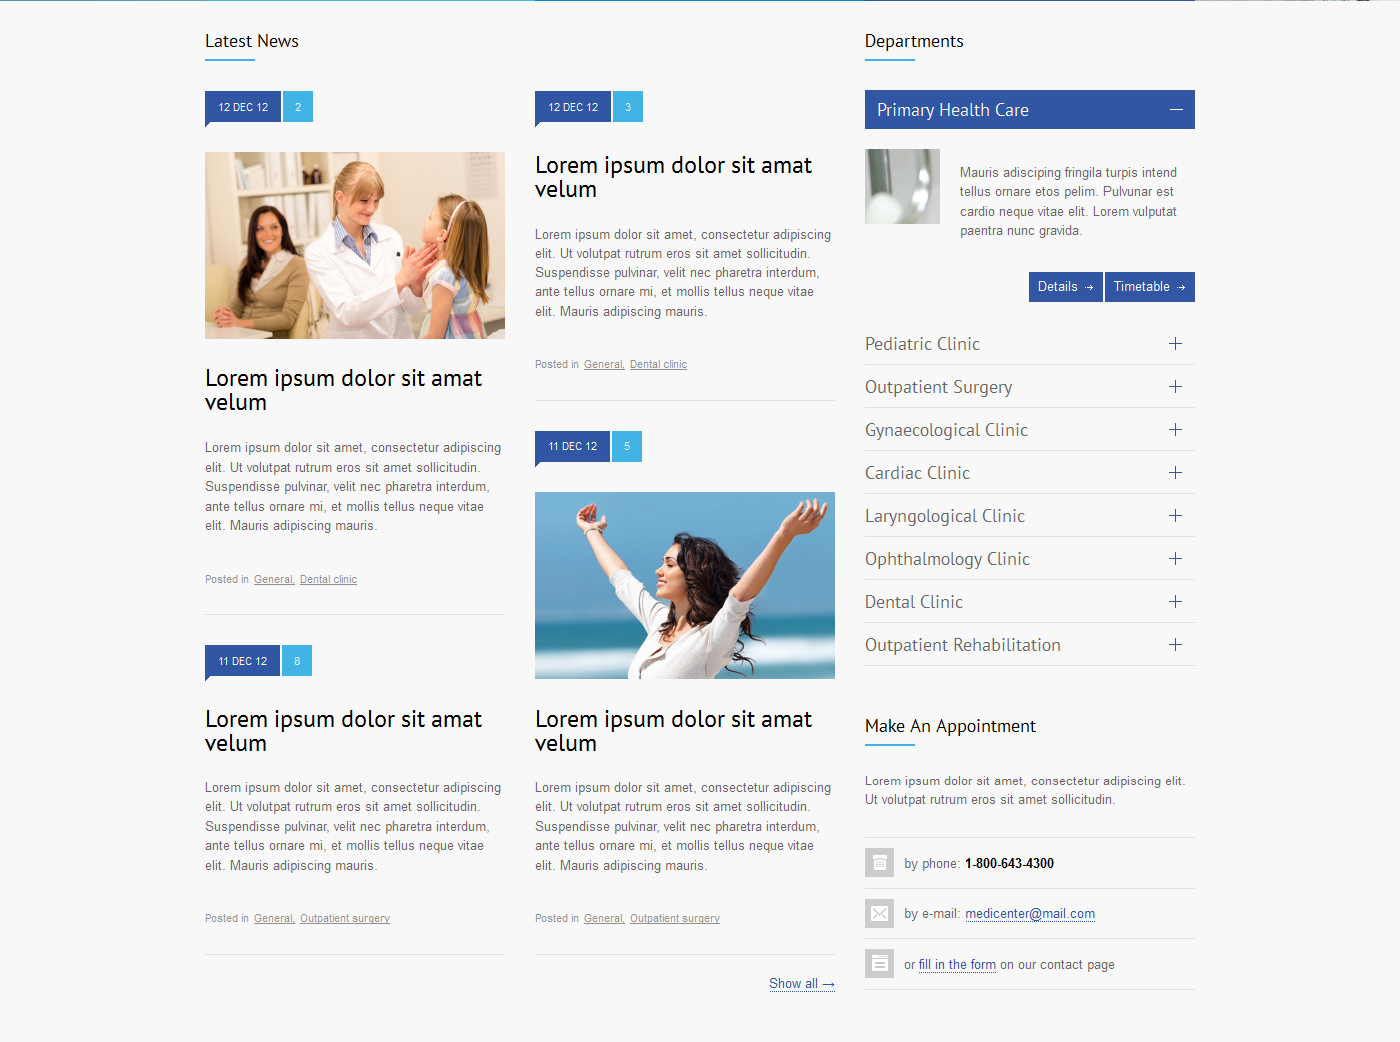 Latest News
12 DEC 12 2
Lorem ipsum dolor sit amat
velum
Lorem ipsum dolor sit amet, consectetur adipiscing
elit. Ut volutpat rutrum eros sit amet sollicitudin.
Suspendisse pulvinar, velit nec pharetra interdum,
ante tellus ornare mi, et mollis tellus neque vitae
elit. Mauris adipiscing mauris.
Posted in General, Dental clinic
11 DEC 12 8
Lorem ipsum dolor sit amat
velum
Lorem ipsum dolor sit amet, consectetur adipiscing
elit. Ut volutpat rutrum eros sit amet sollicitudin.
Suspendisse pulvinar, velit nec pharetra interdum,
ante tellus ornare mi, et mollis tellus neque vitae
elit. Mauris adipiscing mauris.
Posted in General, Outpatient surgery
12 DEC 12 3
Lorem ipsum dolor sit amat
velum
Lorem ipsum dolor sit amet, consectetur adipiscing
elit. Ut volutpat rutrum eros sit amet sollicitudin.
Suspendisse pulvinar, velit nec pharetra interdum,
ante tellus ornare mi, et mollis tellus neque vitae
elit. Mauris adipiscing mauris.
Posted in General, Dental clinic
11 DEC 12 5
Lorem ipsum dolor sit amat
velum
Lorem ipsum dolor sit amet, consectetur adipiscing
elit. Ut volutpat rutrum eros sit amet sollicitudin.
Suspendisse pulvinar, velit nec pharetra interdum,
ante tellus ornare mi, et mollis tellus neque vitae
elit. Mauris adipiscing mauris.
Posted in General, Outpatient surgery
Show all →
Departments
Primary Health Care
Mauris adisciping fringila turpis intend
tellus ornare etos pelim. Pulvunar est
cardio neque vitae elit. Lorem vulputat
paentra nunc gravida.
Details → Timetable →
Pediatric Clinic
Outpatient Surgery
Gynaecological Clinic
Cardiac Clinic
Laryngological Clinic
Ophthalmology Clinic
Dental Clinic
Outpatient Rehabilitation
Make An Appointment
Lorem ipsum dolor sit amet, consectetur adipiscing elit.
Ut volutpat rutrum eros sit amet sollicitudin.
by phone: 1-800-643-4300
by e-mail: medicenter@mail.com
or fill in the form on our contact page